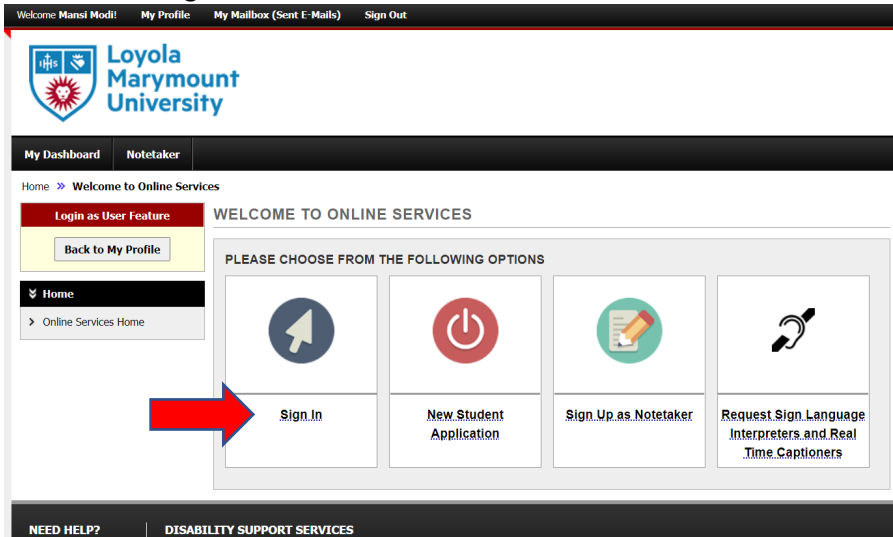 Welcome Mansi Modi! My Profile My Mailbox (Sent E-Mails) Sign Out
Loyola
Marymount
University
My Dashboard Notetaker
Home » Welcome to Online Services
Login as User Feature
Back to My Profile
Home
Online Services Home
WELCOME TO ONLINE SERVICES
PLEASE CHOOSE FROM THE FOLLOWING OPTIONS
Sign In
New Student
Application
Sign Up as Notetaker
Request Sign Language
Interpreters and Real
Time Captioners
NEED HELP? DISABILITY SUPPORT SERVICES